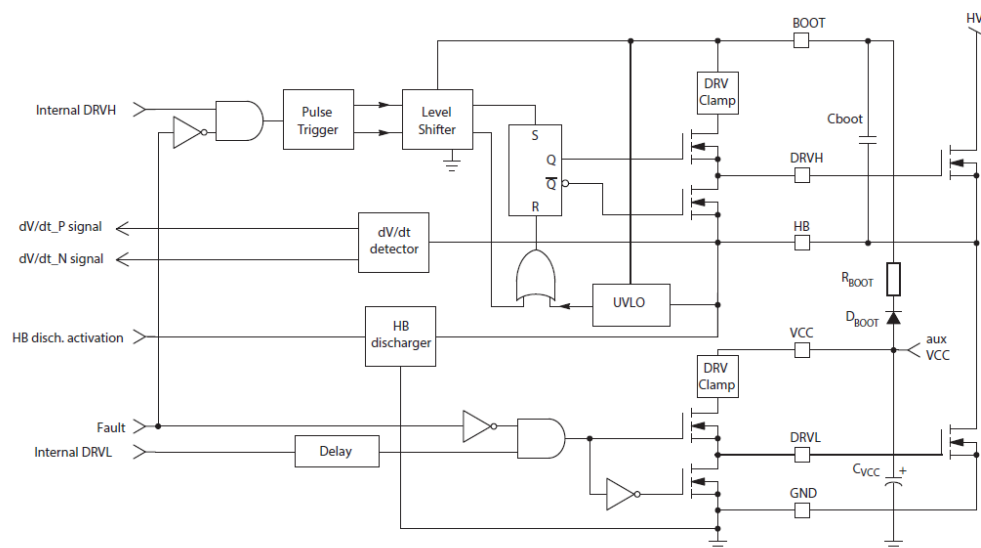 BOOT
HV
DRV
Clamp
Internal DRVH
Pulse
Trigger
Level
Shifter
Cboot
S
Q
DRVH
Q
R
dV/dt_P signal
dV/dt
detector
HB
dV/dt_N signal
UVLO
RBOOT
HB disch. activation
HB
discharger
VCC
DBOOT
aux
VCC
DRV
Clamp
Fault
Internal DRVL
Delay
DRVL
CVCC
+
GND